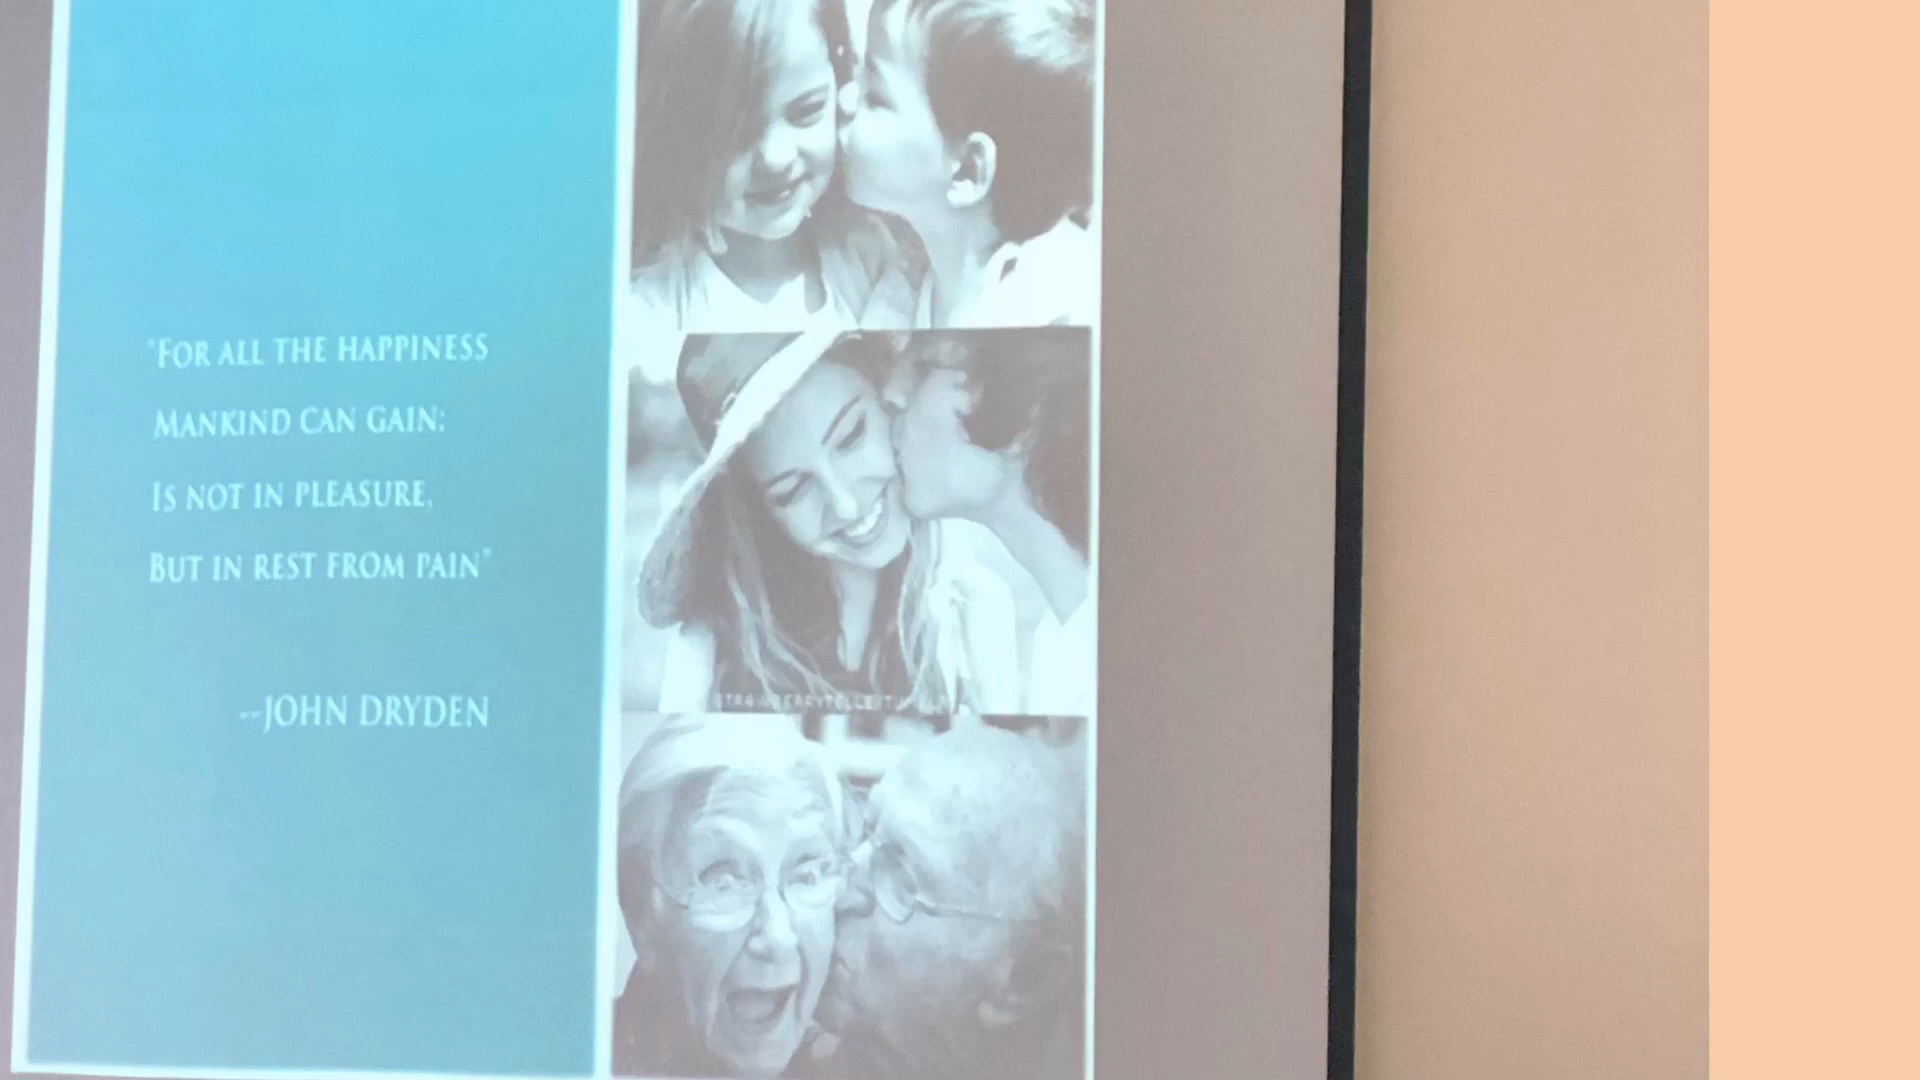 "FOR ALL THE HAPPINESS
MANKIND CAN GAIN:
IS NOT IN PLEASURE,
BUT IN REST FROM PAIN"
--JOHN DRYDEN